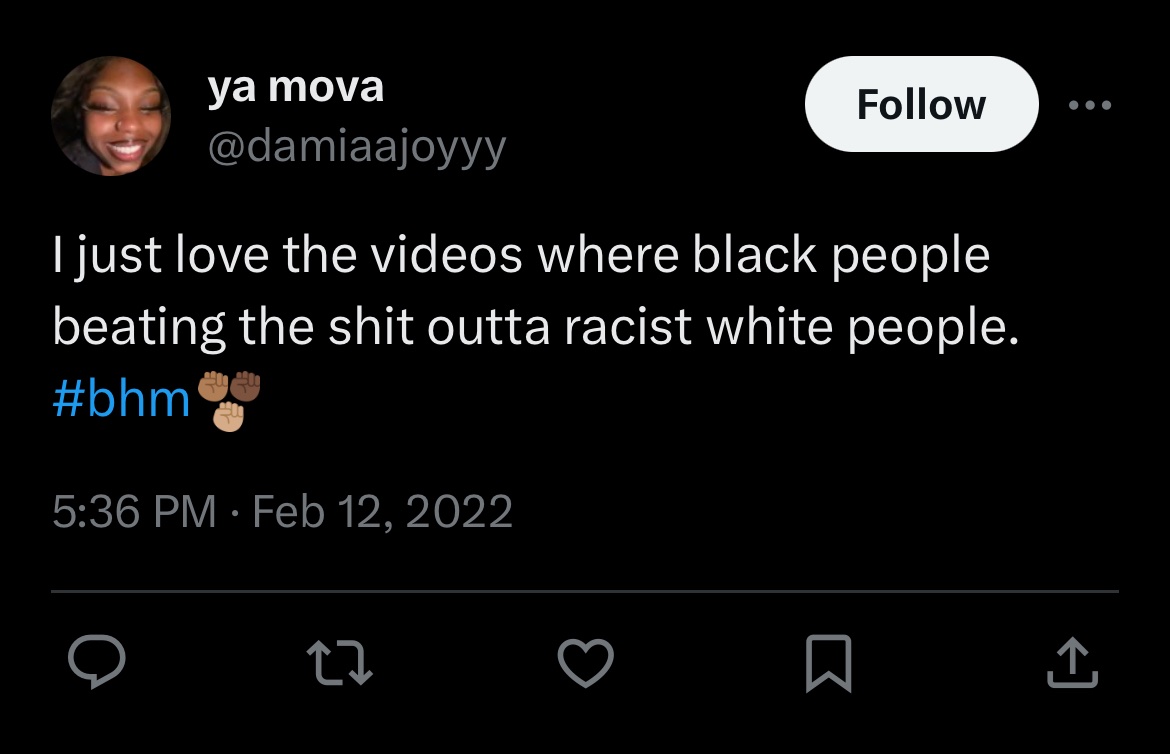 ya mova
Follow
@damiaajoyyy
I just love the videos where black people
beating the shit outta racist white people.
#bhm✊🏽✊🏾✊🏼
5:36 PM · Feb 12, 2022